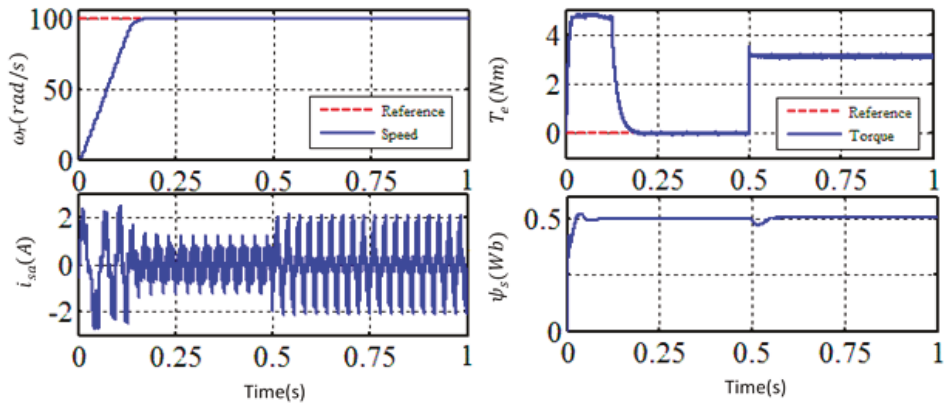 100
50
0
ωr(rad/s)
Reference
Speed
0 0.25 0.5 0.75 1
4
2
0
Te(Nm)
Reference
Torque
0 0.25 0.5 0.75 1
2
0
-2
isa(A)
0 0.25 0.5 0.75 1
Time(s)
0.5
0
ψs(Wb)
0 0.25 0.5 0.75 1
Time(s)